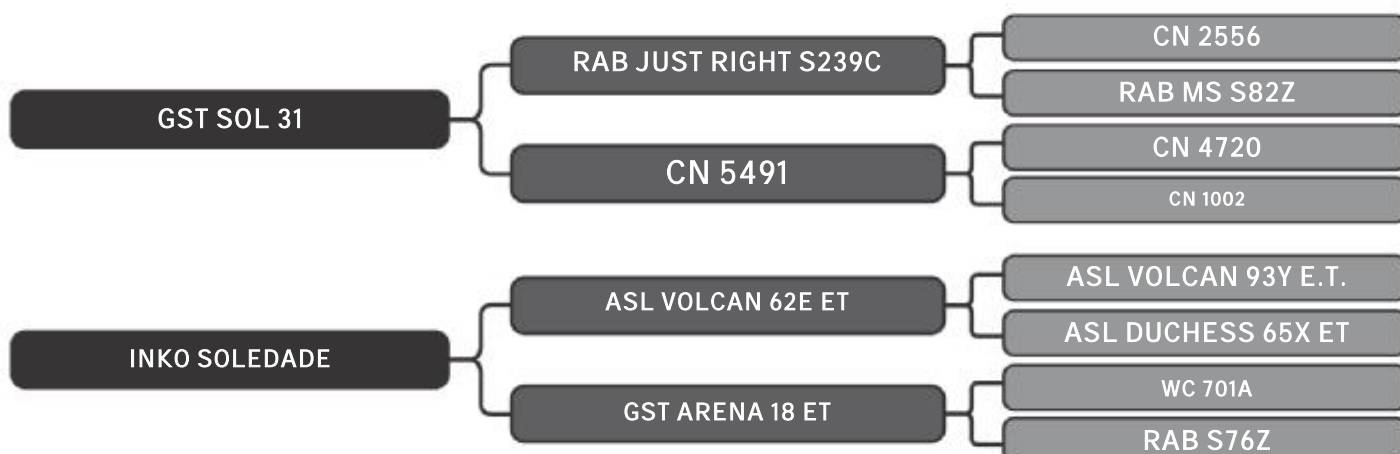 GST SOL 31
RAB JUST RIGHT S239C
CN 2556
RAB MS S82Z
CN 5491
CN 4720
CN 1002
INKO SOLEDADE
ASL VOLCAN 62E ET
ASL VOLCAN 93Y E.T.
ASL DUCHESS 65X ET
GST ARENA 18 ET
WC 701A
RAB S76Z